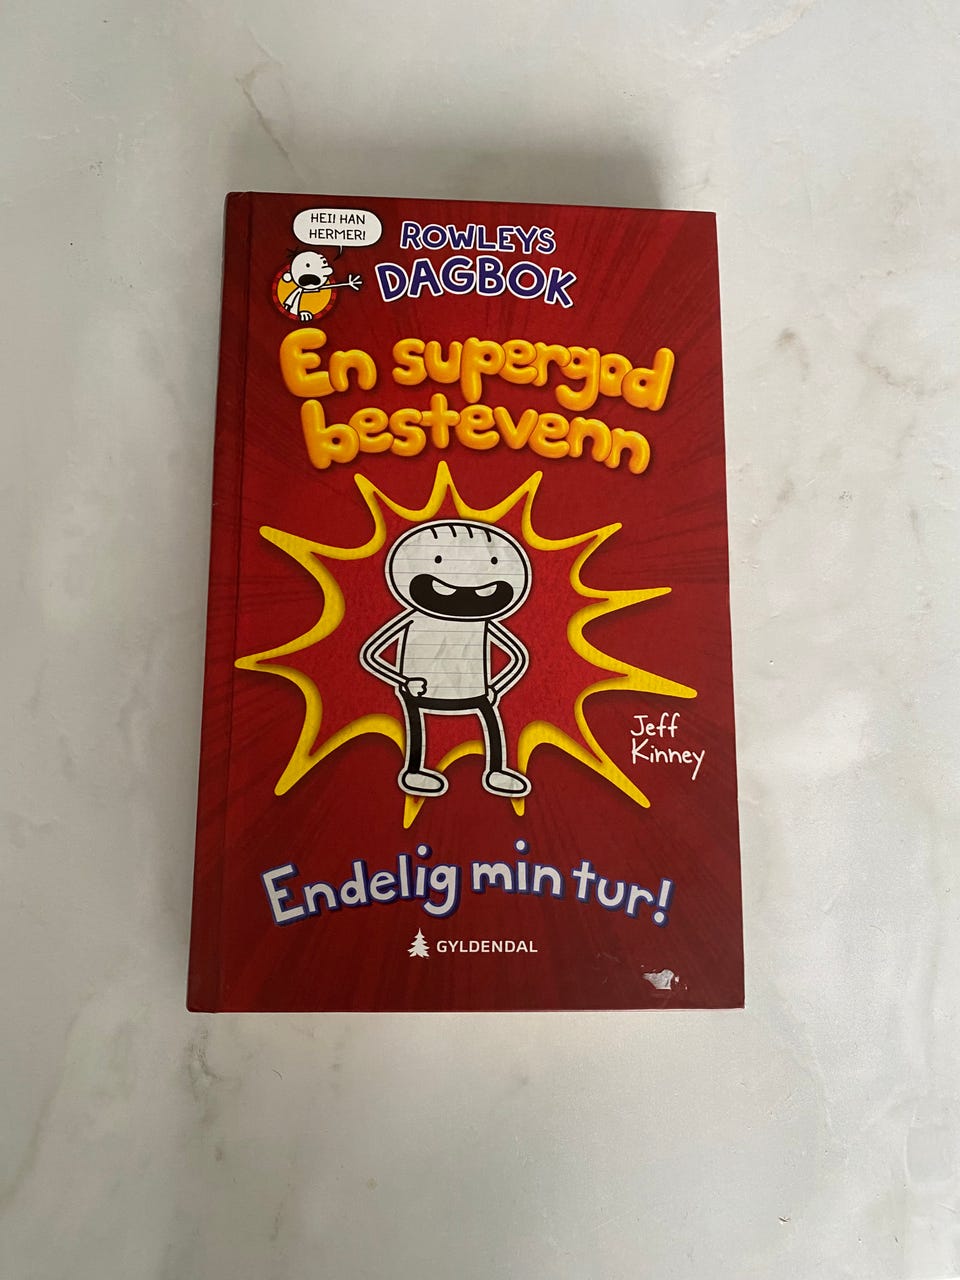 HEI! HAN
HERMER!
ROWLEYS
DAGBOK
En supergod
bestevenn
Jeff
Kinney
Endelig min tur!
GYLDENDAL